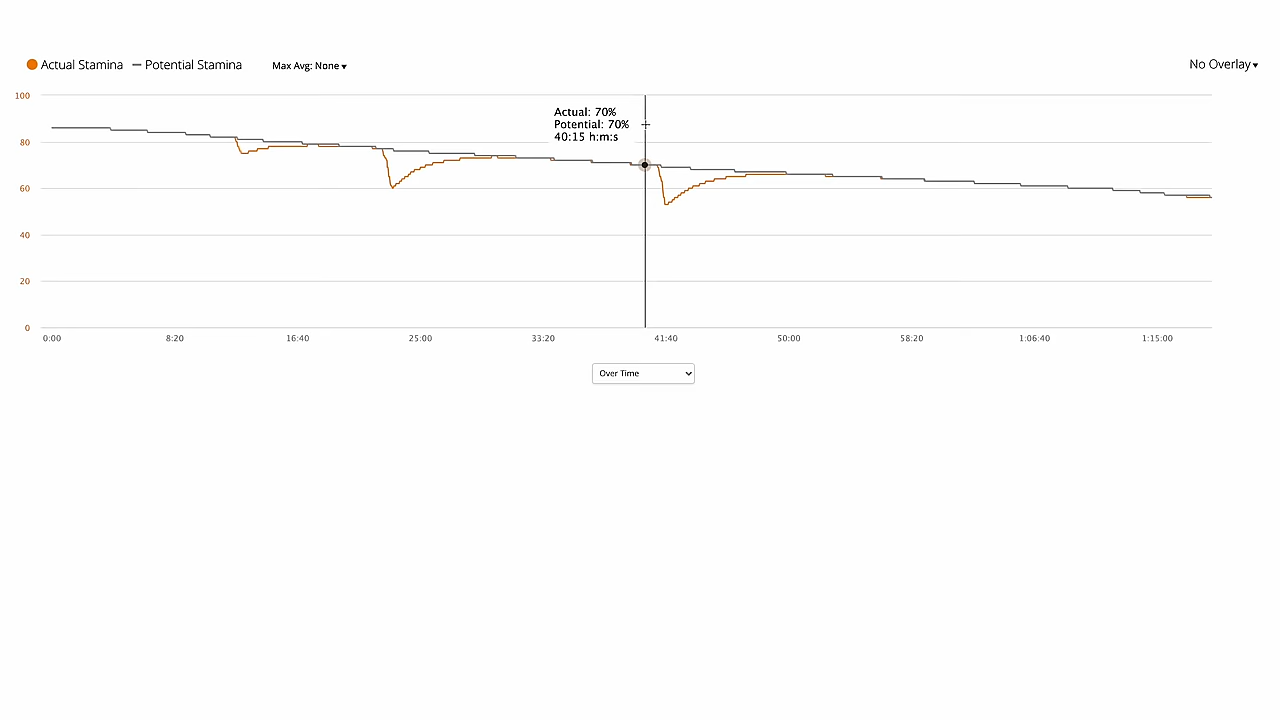 Actual Stamina — Potential Stamina Max Avg: None ▾ No Overlay ▾
100
Actual: 70%
Potential: 70%
40:15 h:m:s
80
60
40
20
0
0:00 8:20 16:40 25:00 33:20 41:40 50:00 58:20 1:06:40 1:15:00
Over Time